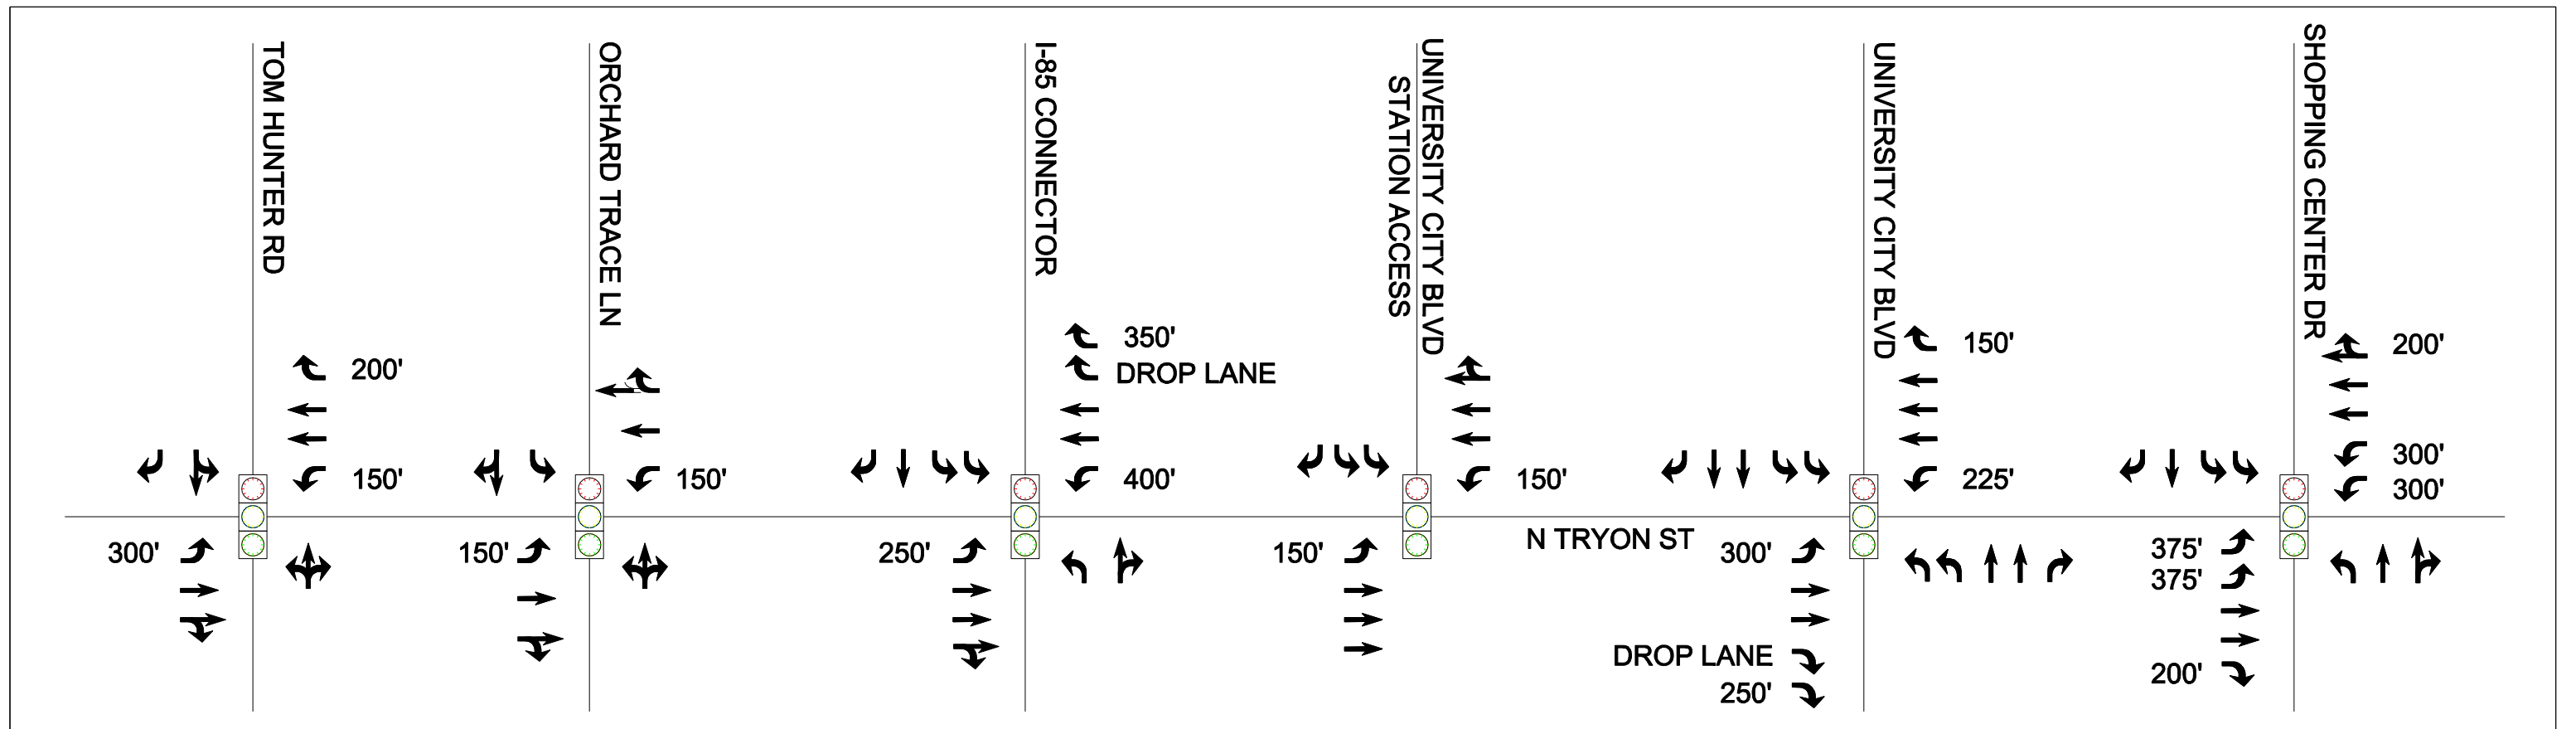 TOM HUNTER RD
200'
150'
300'
ORCHARD TRACE LN
150'
150'
I-85 CONNECTOR
350'
DROP LANE
400'
250'
UNIVERSITY CITY BLVD
STATION ACCESS
150'
150'
N TRYON ST
UNIVERSITY CITY BLVD
150'
225'
300'
DROP LANE
250'
SHOPPING CENTER DR
200'
300'
300'
375'
375'
200'